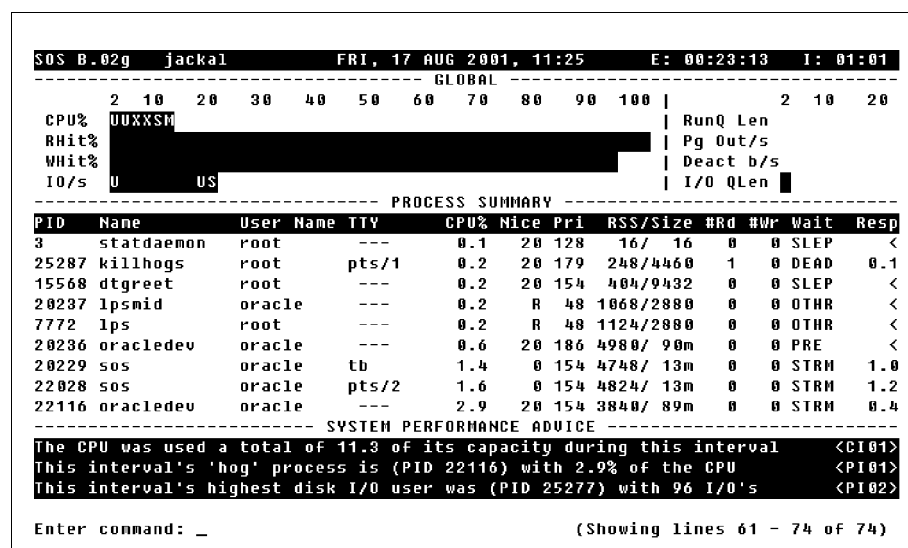 SOS B.02g jackal FRI, 17 AUG 2001, 11:25 E: 00:23:13 I: 01:01
------------------------------------- GLOBAL -------------------------------------
2 10 20 30 40 50 60 70 80 90 100 | 2 10 20
CPU% UUXXSM | RunQ Len
RHit% | Pg Out/s
WHit% | Deact b/s
IO/s U US | I/O QLen
--------------------------------- PROCESS SUMMARY ---------------------------------
PID Name User Name TTY CPU% Nice Pri RSS/Size #Rd #Wr Wait Resp
3 statdaemon root --- 0.1 20 128 16/ 16 0 0 SLEP <
25287 killhogs root pts/1 0.2 20 179 248/4460 1 0 DEAD 0.1
15568 dtgreet root --- 0.2 20 154 404/9432 0 0 SLEP <
20237 lpsmid oracle --- 0.2 R 48 1068/2880 0 0 OTHR <
7772 lps root --- 0.2 R 48 1124/2880 0 0 OTHR <
20236 oracledev oracle --- 0.6 20 186 4980/ 90m 0 0 PRE <
20229 sos oracle tb 1.4 0 154 4748/ 13m 0 0 STRM 1.0
22028 sos oracle pts/2 1.6 0 154 4824/ 13m 0 0 STRM 1.2
22116 oracledev oracle --- 2.9 20 154 3840/ 89m 0 0 STRM 0.4
--------------------------- SYSTEM PERFORMANCE ADVICE ---------------------------
The CPU was used a total of 11.3 of its capacity during this interval <CI01>
This interval's 'hog' process is (PID 22116) with 2.9% of the CPU <PI01>
This interval's highest disk I/O user was (PID 25277) with 96 I/O's <PI02>
Enter command: _ (Showing lines 61 - 74 of 74)